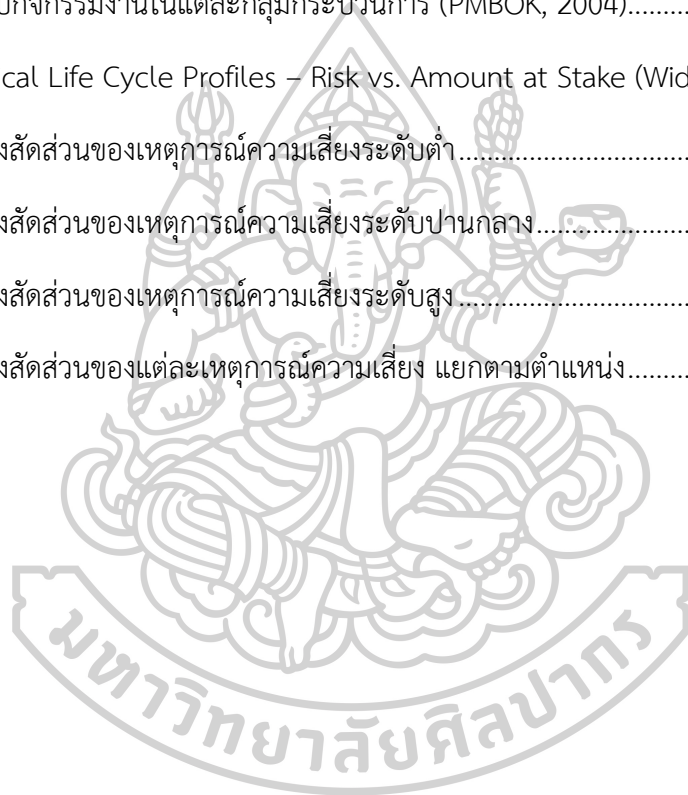 บกิจกรรมงานในแต่ละกลุ่มกระบวนการ (PMBOK, 2004).........
cal Life Cycle Profiles – Risk vs. Amount at Stake (Wid
งสัดส่วนของเหตุการณ์ความเสี่ยงระดับต่ำ................................
งสัดส่วนของเหตุการณ์ความเสี่ยงระดับปานกลาง.....................
งสัดส่วนของเหตุการณ์ความเสี่ยงระดับสูง................................
งสัดส่วนของแต่ละเหตุการณ์ความเสี่ยง แยกตามตำแหน่ง.........
มหาวิทยาลัยศิลปากร